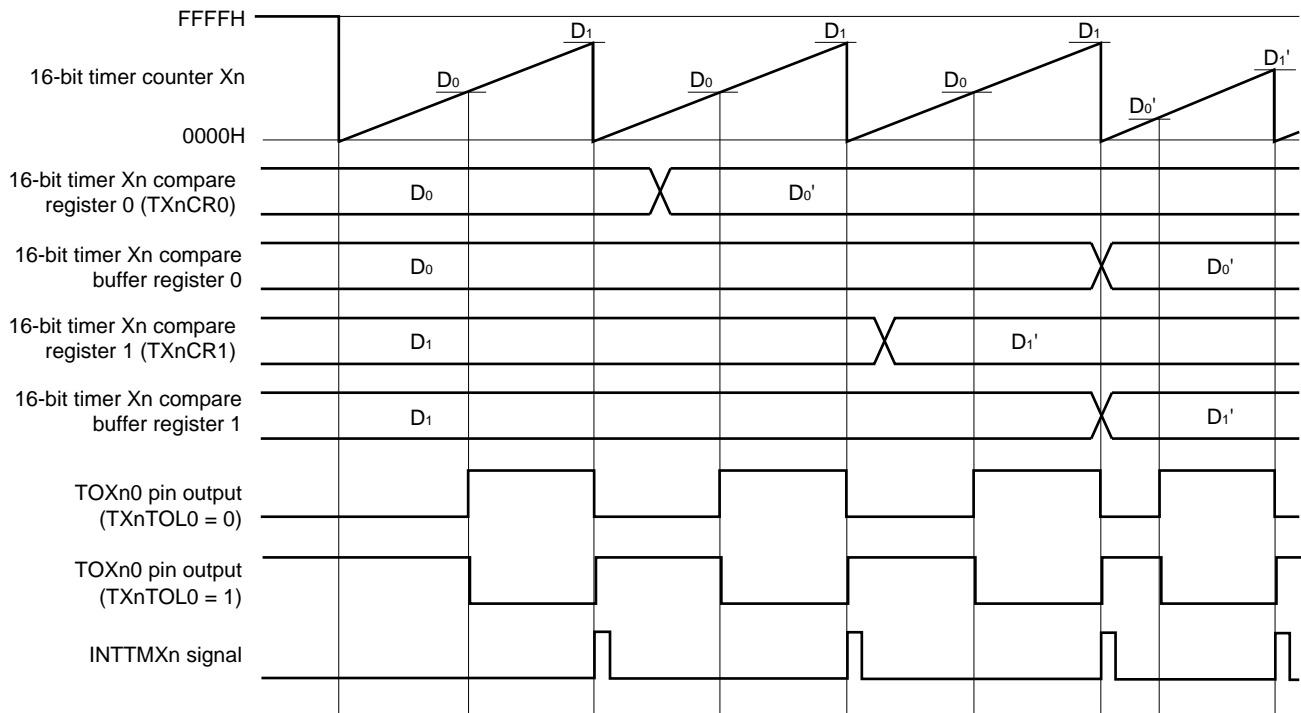 FFFFH
D₁ D₁ D₁
D₁'
16-bit timer counter Xn
D₀ D₀ D₀
D₀'
0000H
16-bit timer Xn compare
register 0 (TXnCR0)
D₀ D₀'
16-bit timer Xn compare
buffer register 0
D₀ D₀'
16-bit timer Xn compare
register 1 (TXnCR1)
D₁ D₁'
16-bit timer Xn compare
buffer register 1
D₁ D₁'
TOXn0 pin output
(TXnTOL0 = 0)
TOXn0 pin output
(TXnTOL0 = 1)
INTTMXn signal